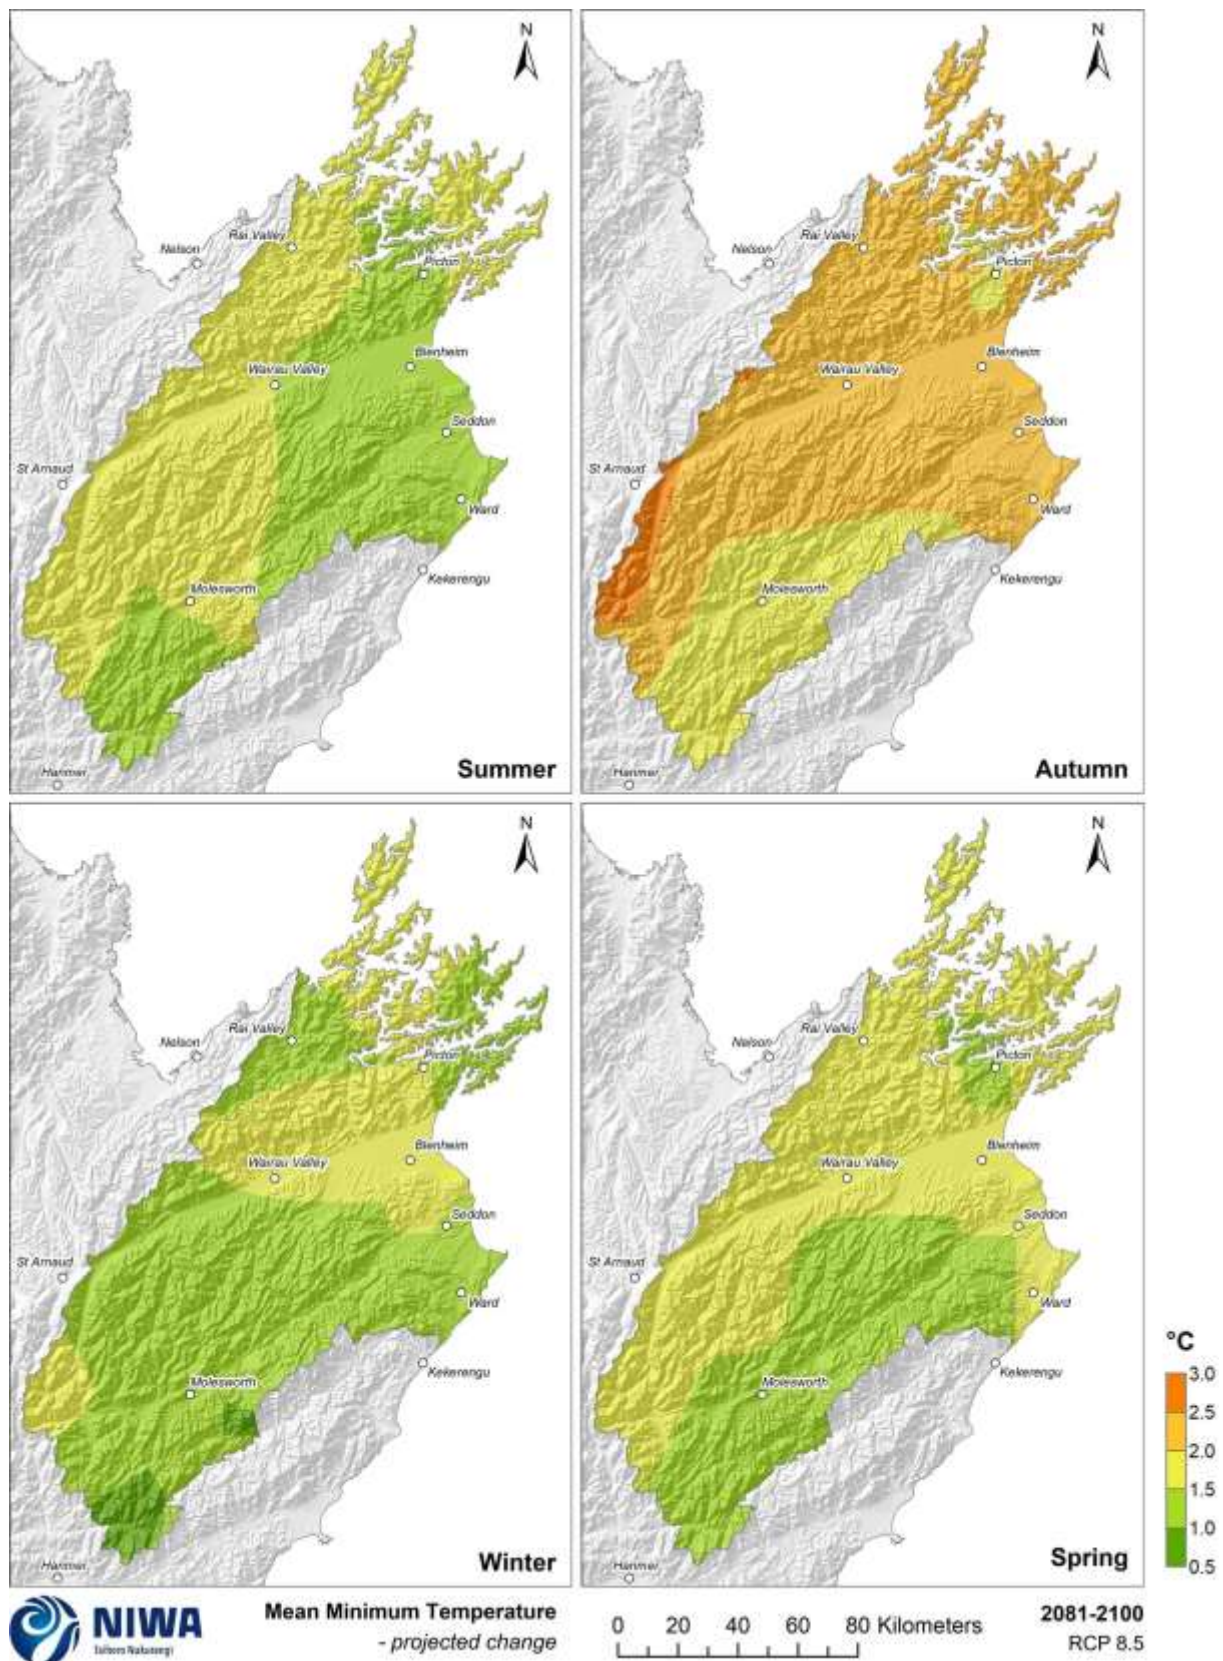 N
Nelson
Rai Valley
Picton
Blenheim
Wairau Valley
Seddon
St Arnaud
Ward
Kekerengu
Molesworth
Hanmer
Summer
N
Nelson
Rai Valley
Picton
Blenheim
Wairau Valley
Seddon
St Arnaud
Ward
Kekerengu
Molesworth
Hanmer
Autumn
N
Nelson
Rai Valley
Picton
Blenheim
Wairau Valley
Seddon
St Arnaud
Ward
Kekerengu
Molesworth
Hanmer
Winter
N
Nelson
Rai Valley
Picton
Blenheim
Wairau Valley
Seddon
St Arnaud
Ward
Kekerengu
Molesworth
Hanmer
Spring
°C
3.0
2.5
2.0
1.5
1.0
0.5
NIWA
Taihoro Nukurangi
Mean Minimum Temperature
- projected change
0 20 40 60 80 Kilometers
2081-2100
RCP 8.5